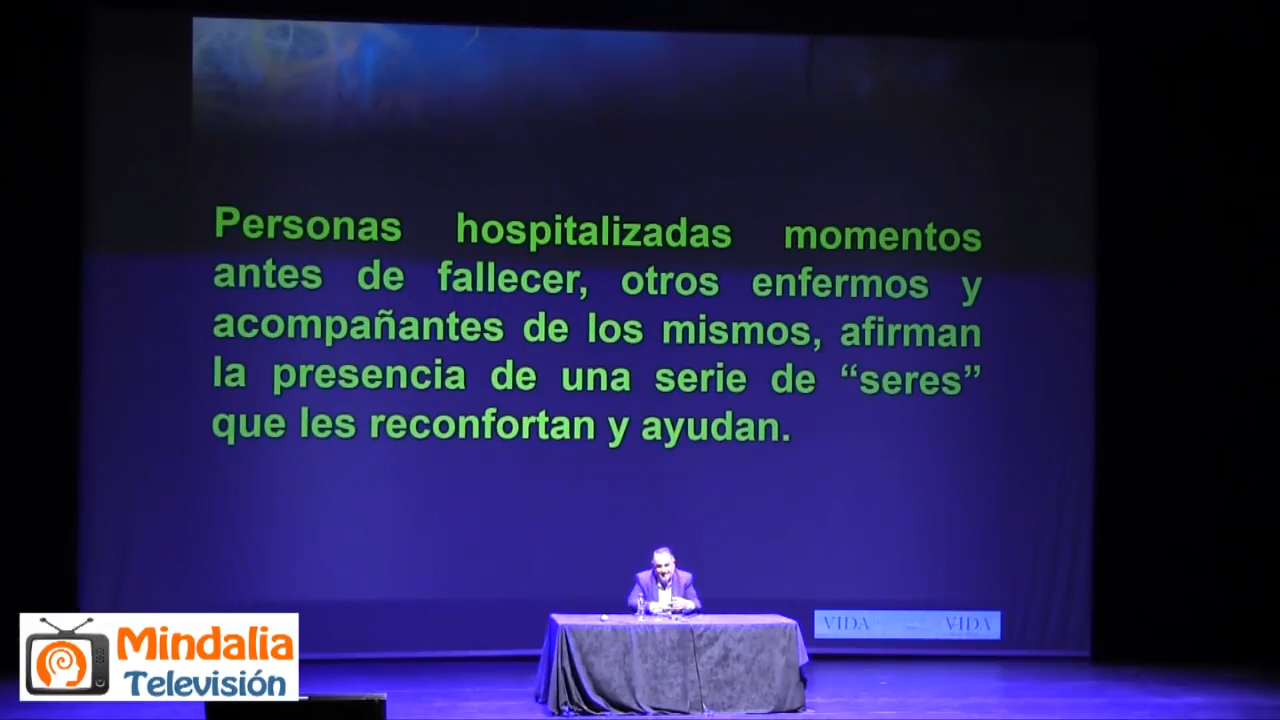 Personas hospitalizadas momentos
antes de fallecer, otros enfermos y
acompañantes de los mismos, afirman
la presencia de una serie de “seres”
que les reconfortan y ayudan.
VIDA VIDA
Mindalia
Televisión